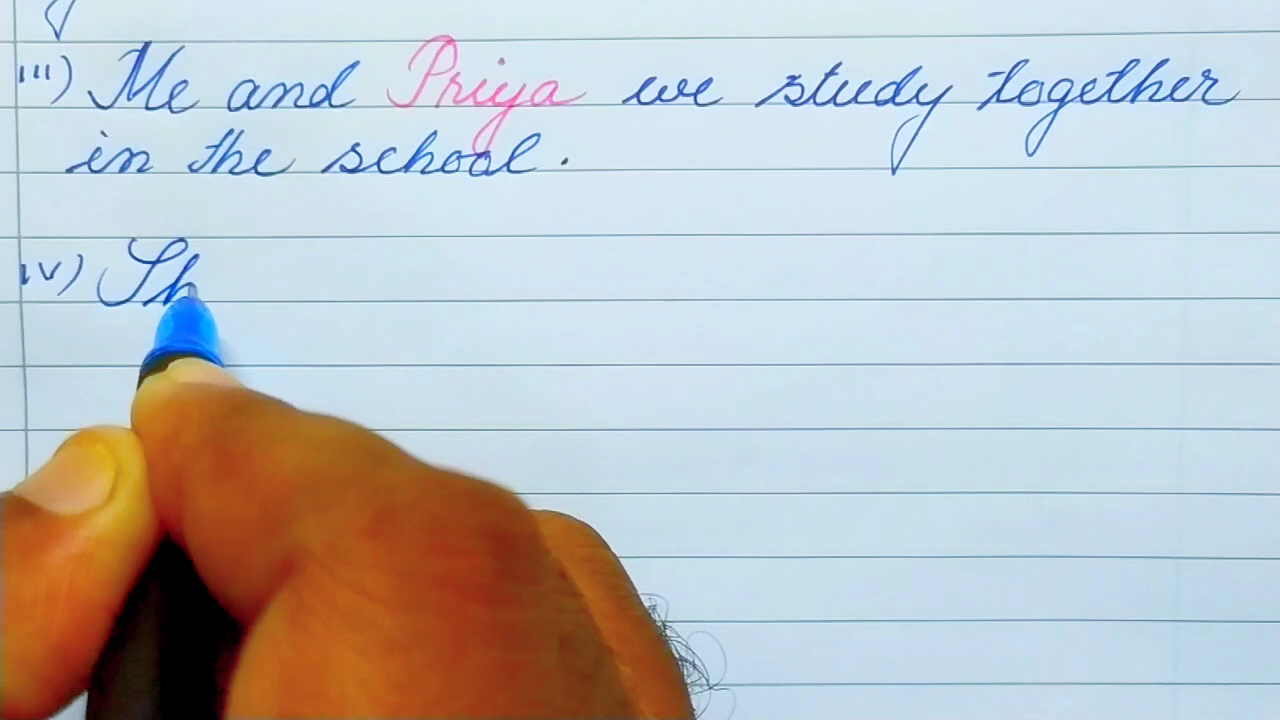 iii) Me and Priya we study together
in the school.
iv) Sh